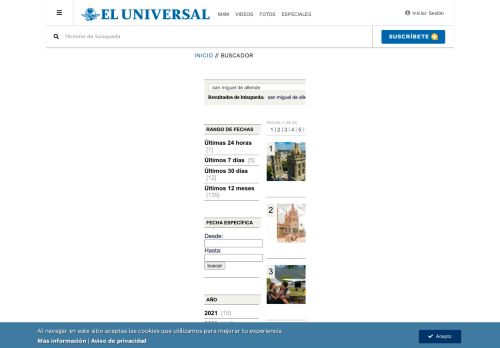 EL UNIVERSAL
MXM VIDEOS FOTOS ESPECIALES
Iniciar Sesión
Término de búsqueda
SUSCRÍBETE
INICIO // BUSCADOR
san miguel de allende
Resultados de búsqueda: san miguel de alle
RANGO DE FECHAS
Últimas 24 horas
[1]
Últimos 7 días [5]
Últimos 30 días
[12]
Últimos 12 meses
[135]
1 | 2 | 3 | 4 | 5 |
1
2
3
FECHA ESPECÍFICA
Desde:
Hasta:
buscar
AÑO
2021 [15]
Al navegar en este sitio aceptas las cookies que utilizamos para mejorar tu experiencia.
Más información | Aviso de privacidad
Acepto